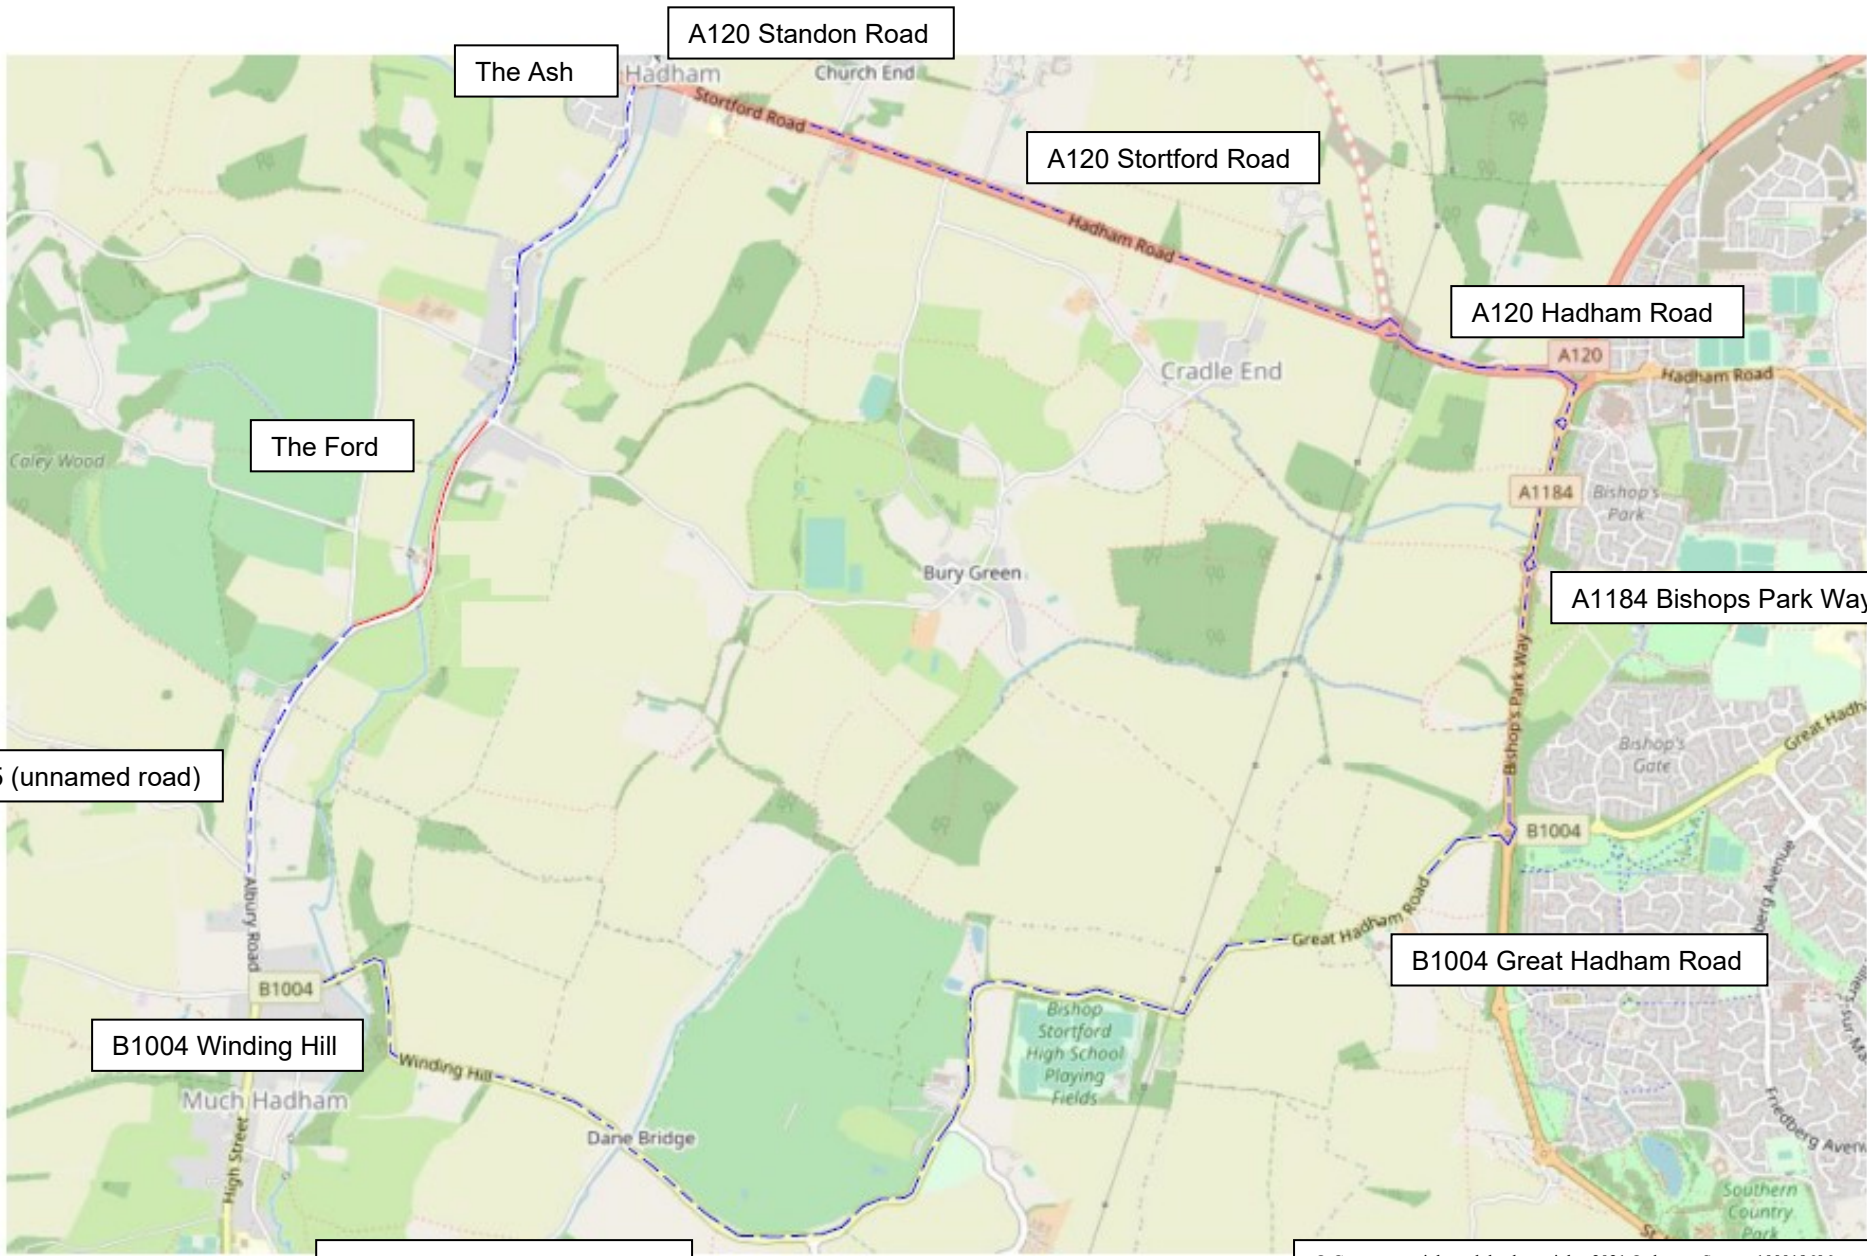 A120 Standon Road
The Ash
Hadham
Church End
Stortford Road
A120 Stortford Road
Hadham Road
A120 Hadham Road
A120
Hadham Road
Cradle End
The Ford
Caley Wood
A1184
Bishop's
Park
Bury Green
A1184 Bishops Park Way
Bishop's Park Way
Bishop's
Gate
Great
(unnamed road)
B1004
Albury Road
Great Hadham Road
B1004 Great Hadham Road
B1004
B1004 Winding Hill
Winding Hill
Bishop
Stortford
High School
Playing
Fields
Much Hadham
High Street
Dane Bridge
Avenue
Friedberg
Southern
Country
Park